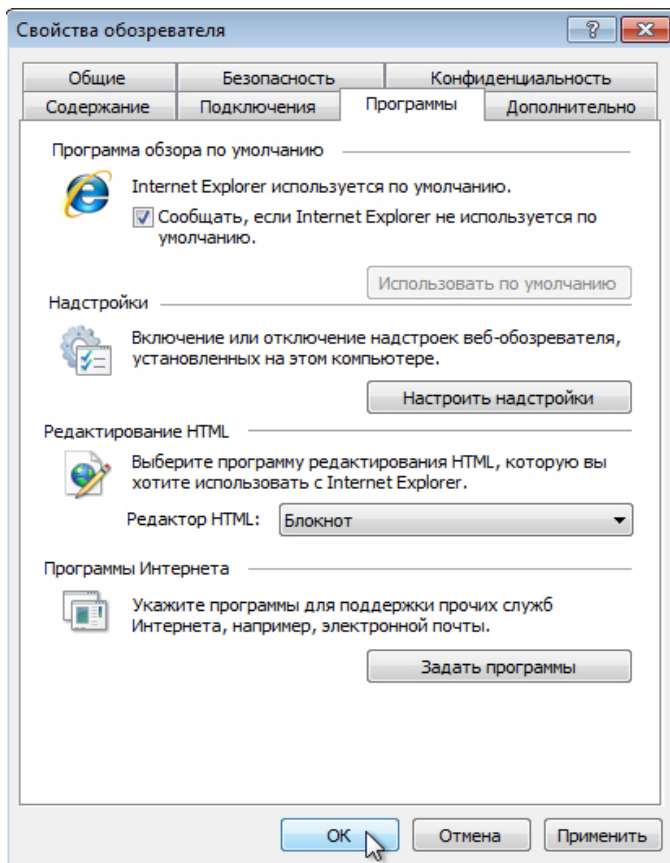 Свойства обозревателя
Общие
Безопасность
Конфиденциальность
Содержание
Подключения
Программы
Дополнительно
Программа обзора по умолчанию
Internet Explorer используется по умолчанию.
Сообщать, если Internet Explorer не используется по
умолчанию.
Использовать по умолчанию
Надстройки
Включение или отключение надстроек веб-обозревателя,
установленных на этом компьютере.
Настроить надстройки
Редактирование HTML
Выберите программу редактирования HTML, которую вы
хотите использовать с Internet Explorer.
Редактор HTML: Блокнот
Программы Интернета
Укажите программы для поддержки прочих служб
Интернета, например, электронной почты.
Задать программы
ОК
Отмена
Применить